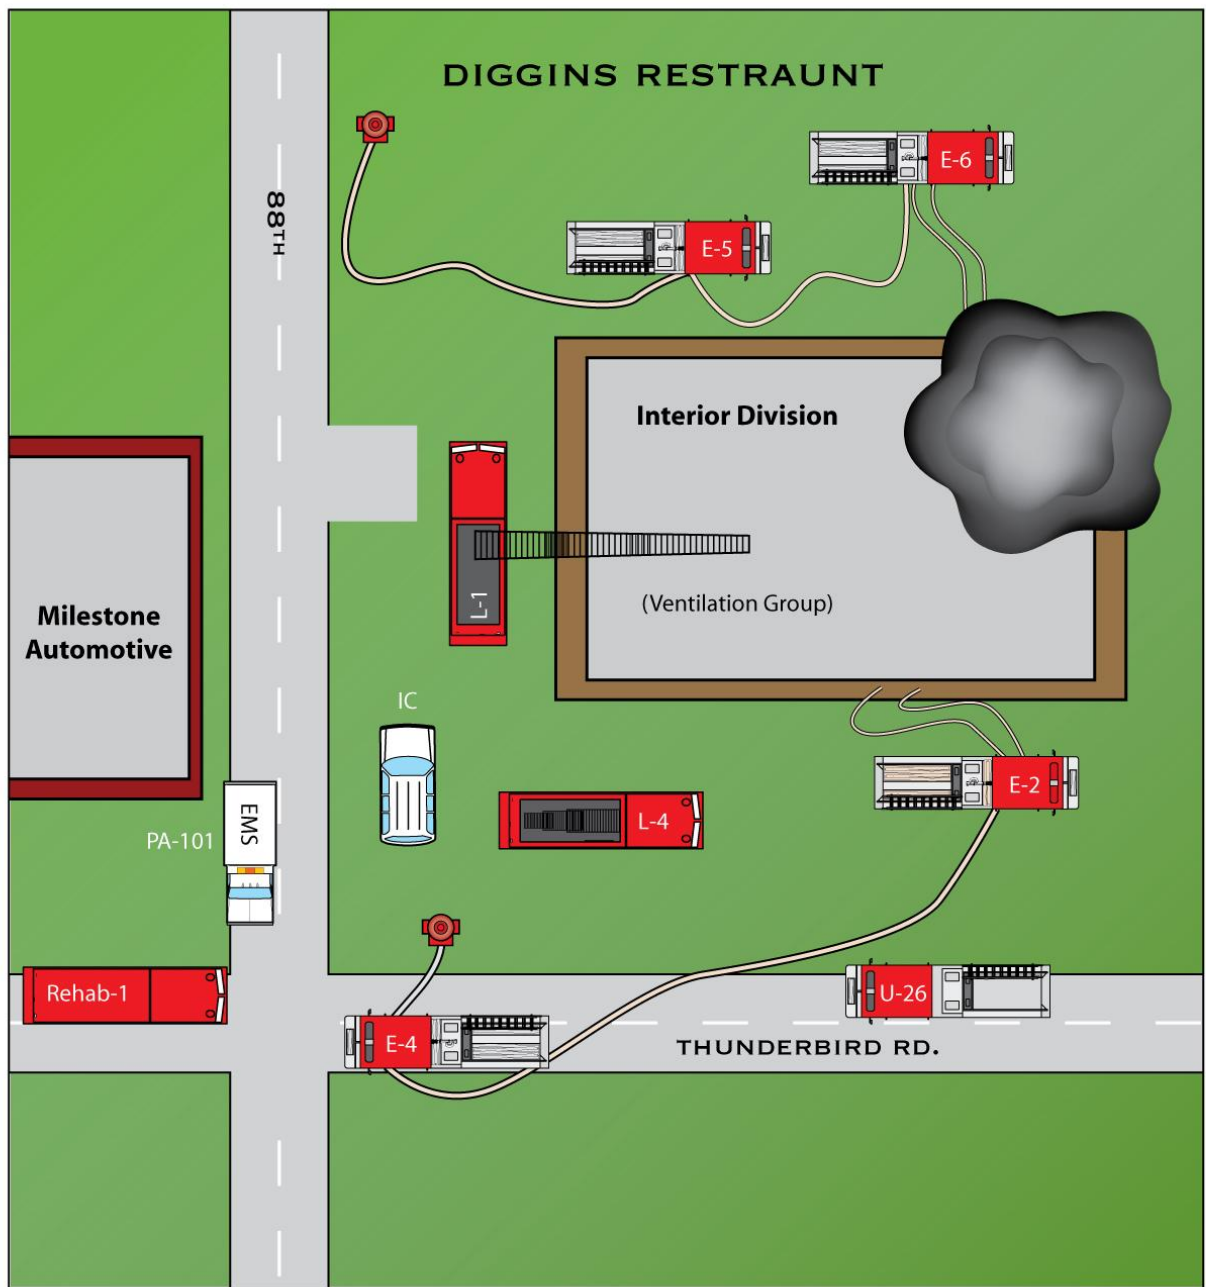 DIGGINS RESTRAUNT
88TH
E-6
E-5
Interior Division
L-1
(Ventilation Group)
Milestone
Automotive
IC
EMS
PA-101
L-4
E-2
Rehab-1
U-26
E-4
THUNDERBIRD RD.